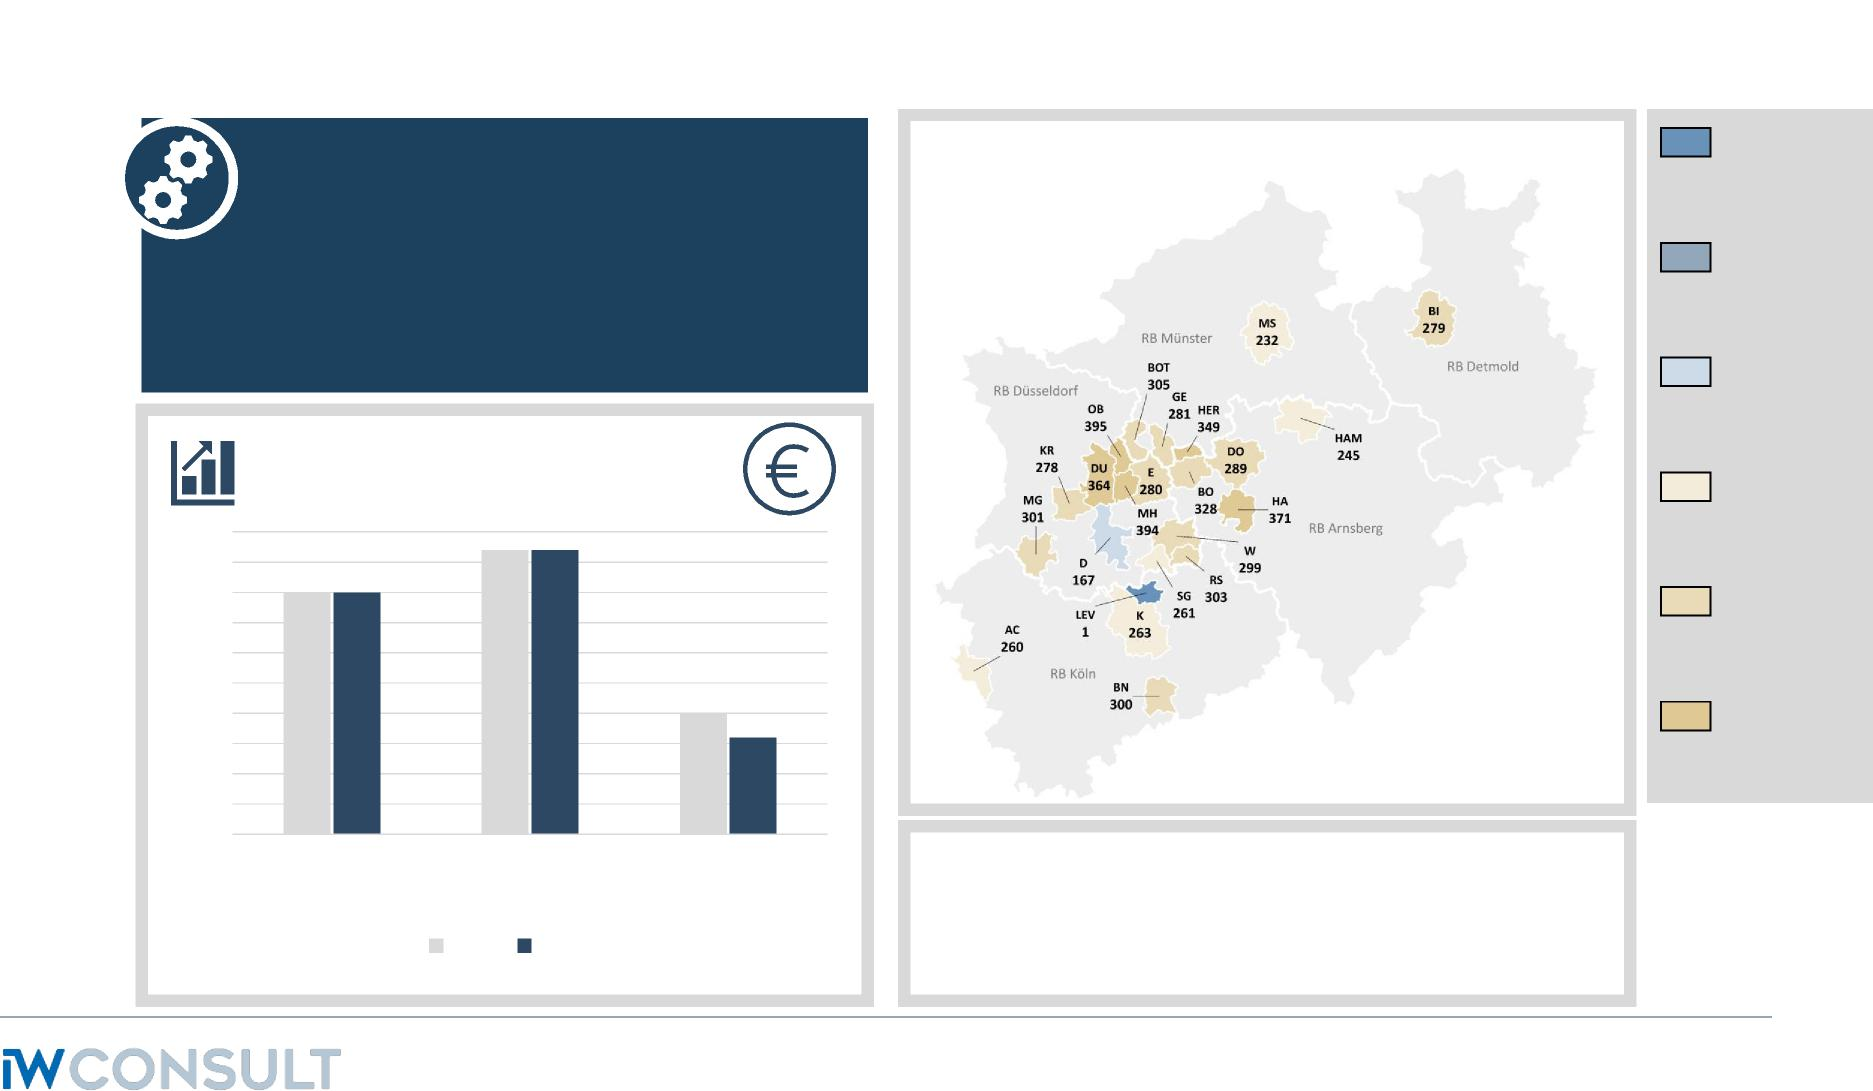 MS
232
BI
279
RB Münster
RB Detmold
BOT
305
RB Düsseldorf
GE
281
OB
395
HER
349
HAM
245
KR
278
DO
289
DU
364
E
280
MG
301
BO
328
HA
371
MH
394
RB Arnsberg
D
167
W
299
RS
303
SG
261
LEV
1
K
263
AC
260
RB Köln
BN
300
iWCONSULT